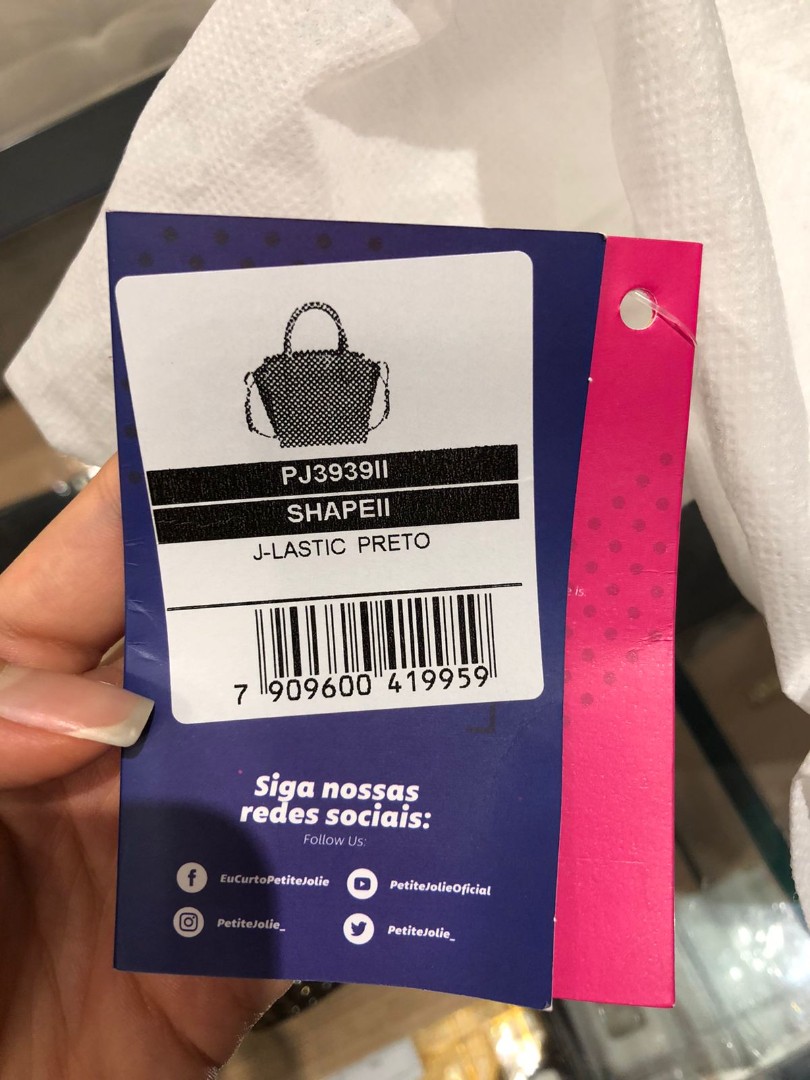 PJ3939II
SHAPEII
J-LASTIC PRETO
7 909600 419959
Siga nossas
redes sociais:
Follow Us:
EuCurtoPetiteJolie
PetiteJolieOficial
PetiteJolie_
PetiteJolie_